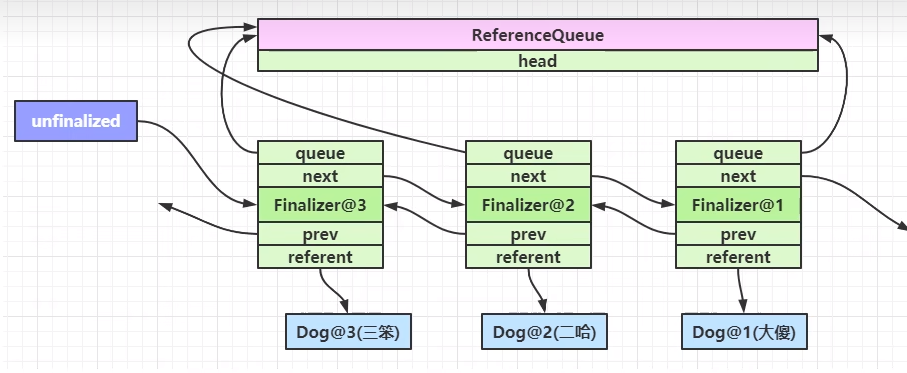 ReferenceQueue
head
unfinalized
queue
next
Finalizer@3
prev
referent
queue
next
Finalizer@2
prev
referent
queue
next
Finalizer@1
prev
referent
Dog@3(三笨)
Dog@2(二哈)
Dog@1(大傻)